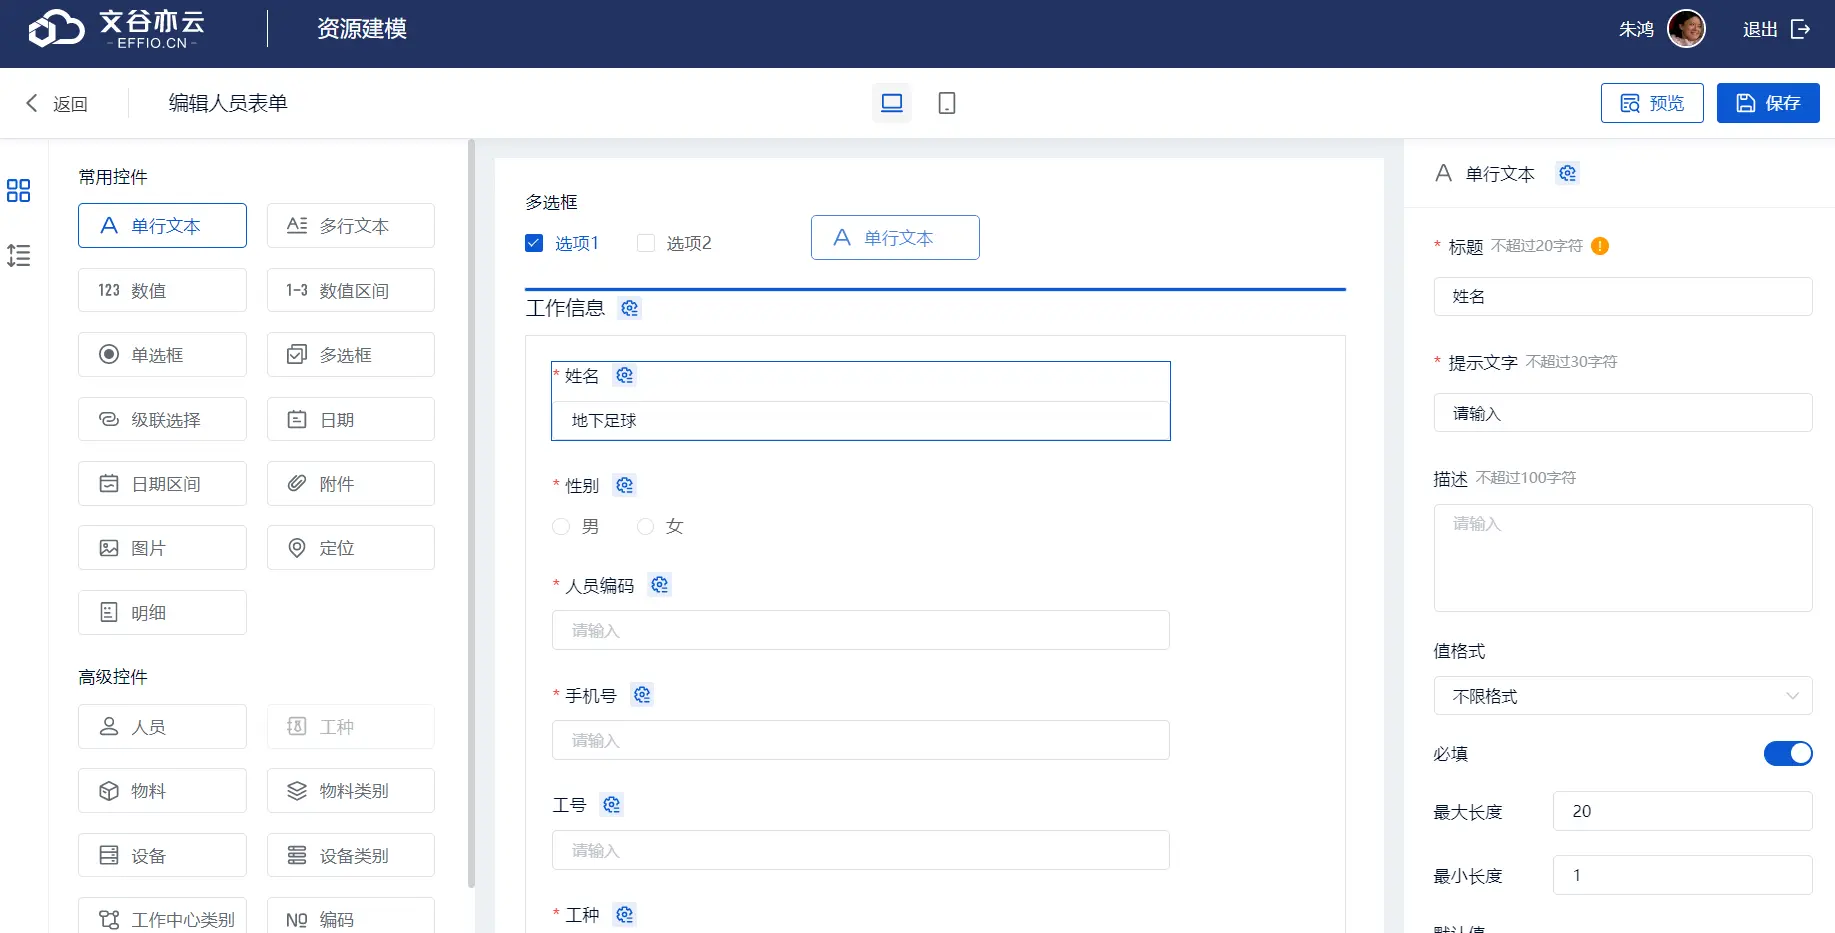 文谷亦云
-EFFIO.CN-
资源建模
朱鸿
退出
返回
编辑人员表单
预览
保存
常用控件
A 单行文本
多行文本
123 数值
1-3 数值区间
单选框
多选框
级联选择
日期
日期区间
附件
图片
定位
明细
高级控件
人员
工种
物料
物料类别
设备
设备类别
工作中心类别
NO 编码
多选框
选项1
选项2
A 单行文本
工作信息
* 姓名
地下足球
* 性别
男
女
* 人员编码
请输入
* 手机号
请输入
工号
请输入
* 工种
A 单行文本
* 标题 不超过20字符
姓名
* 提示文字 不超过30字符
请输入
描述 不超过100字符
请输入
值格式
不限格式
必填
最大长度
20
最小长度
1
默认值